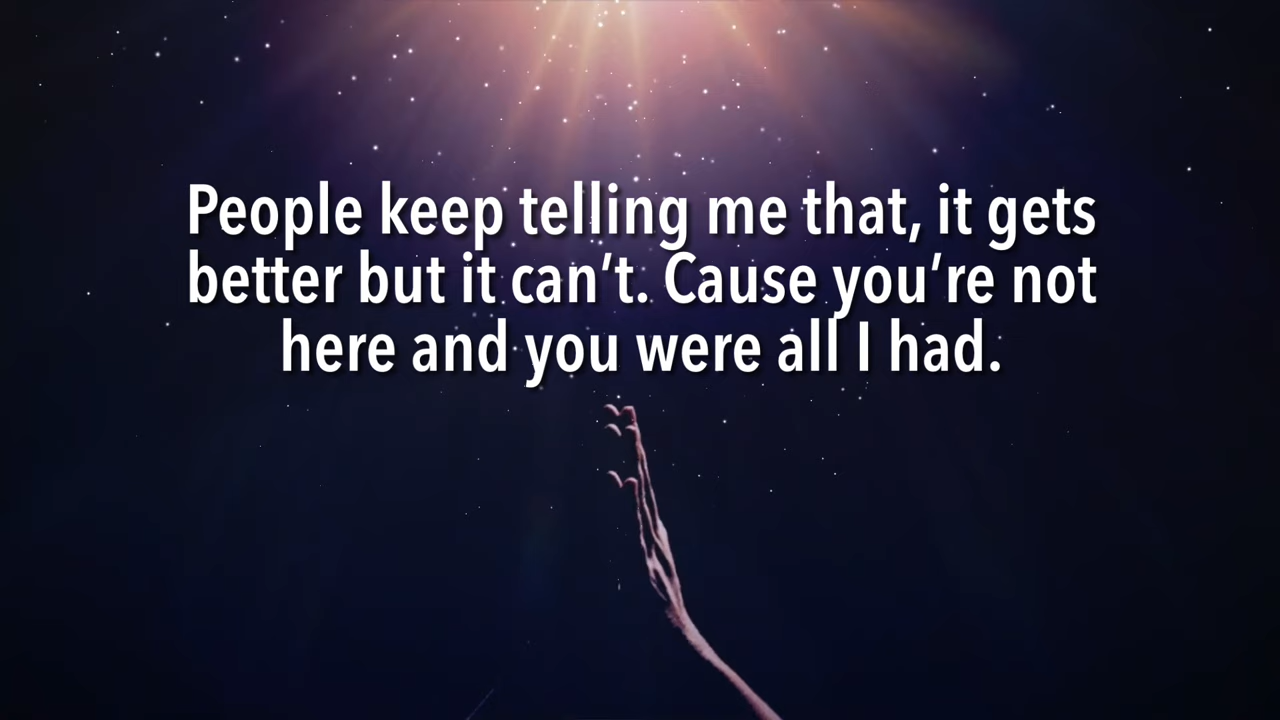 People keep telling me that, it gets
better but it can’t. Cause you’re not
here and you were all I had.